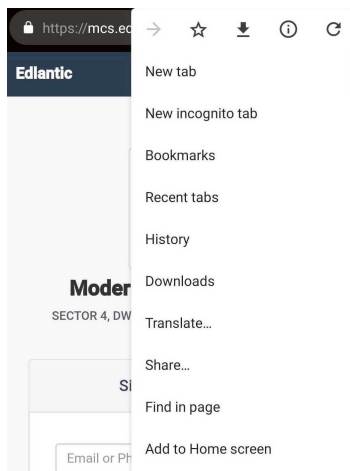 https://mcs.ed
Edlantic
New tab
New incognito tab
Bookmarks
Recent tabs
History
Downloads
Translate...
Share...
Find in page
Add to Home screen
Moder
SECTOR 4, DW
Si
Email or Ph